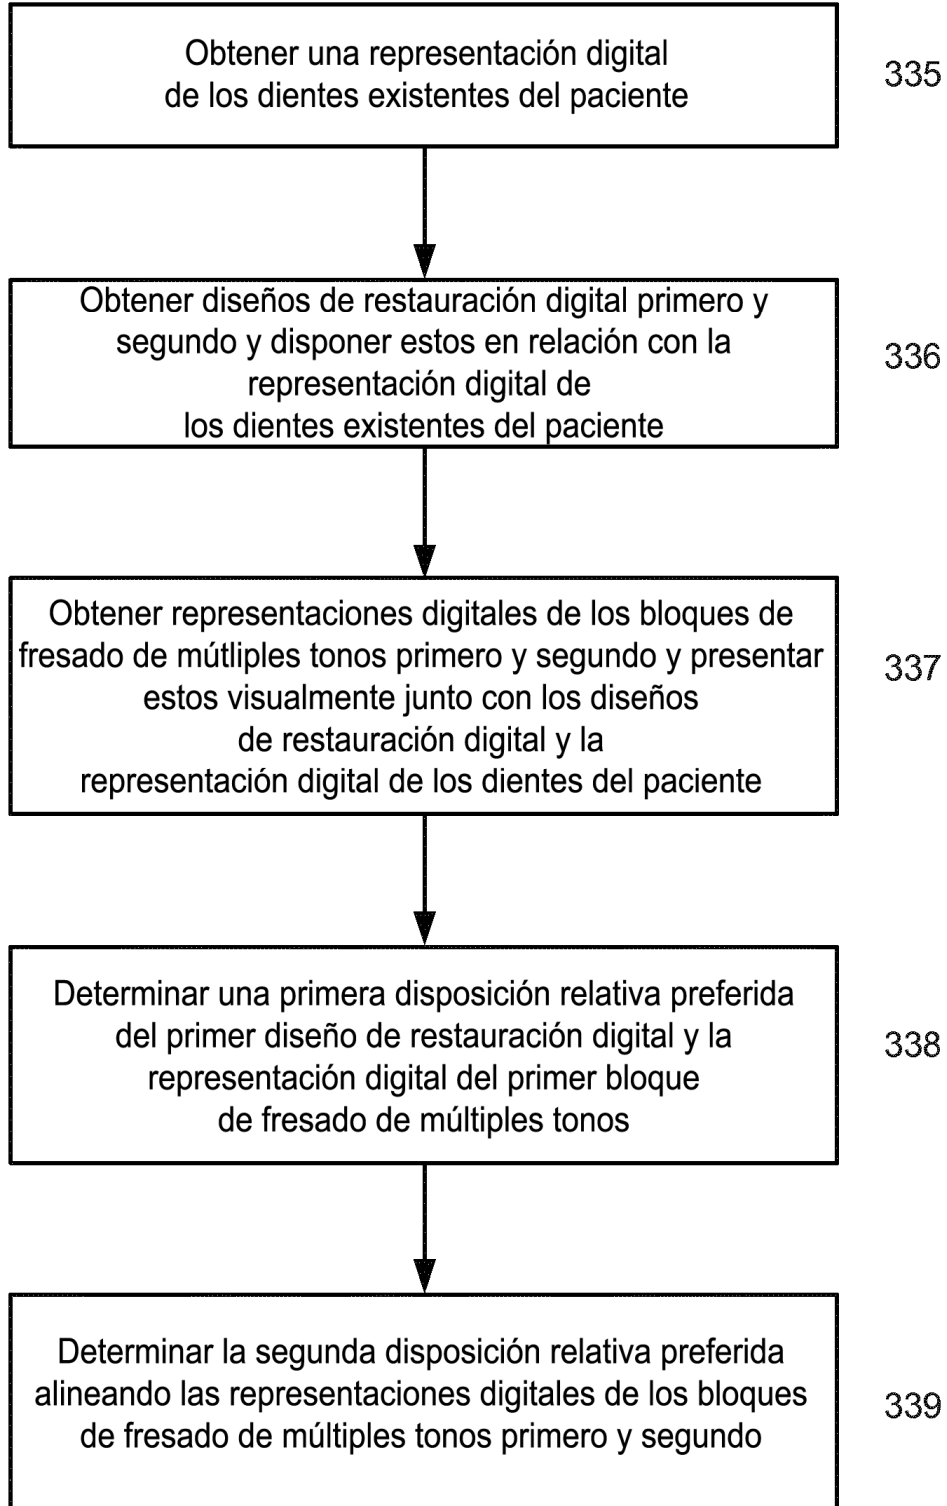 Obtener una representación digital
de los dientes existentes del paciente
335
Obtener diseños de restauración digital primero y
segundo y disponer estos en relación con la
representación digital de
los dientes existentes del paciente
336
Obtener representaciones digitales de los bloques de
fresado de mútliples tonos primero y segundo y presentar
estos visualmente junto con los diseños
de restauración digital y la
representación digital de los dientes del paciente
337
Determinar una primera disposición relativa preferida
del primer diseño de restauración digital y la
representación digital del primer bloque
de fresado de múltiples tonos
338
Determinar la segunda disposición relativa preferida
alineando las representaciones digitales de los bloques
de fresado de múltiples tonos primero y segundo
339